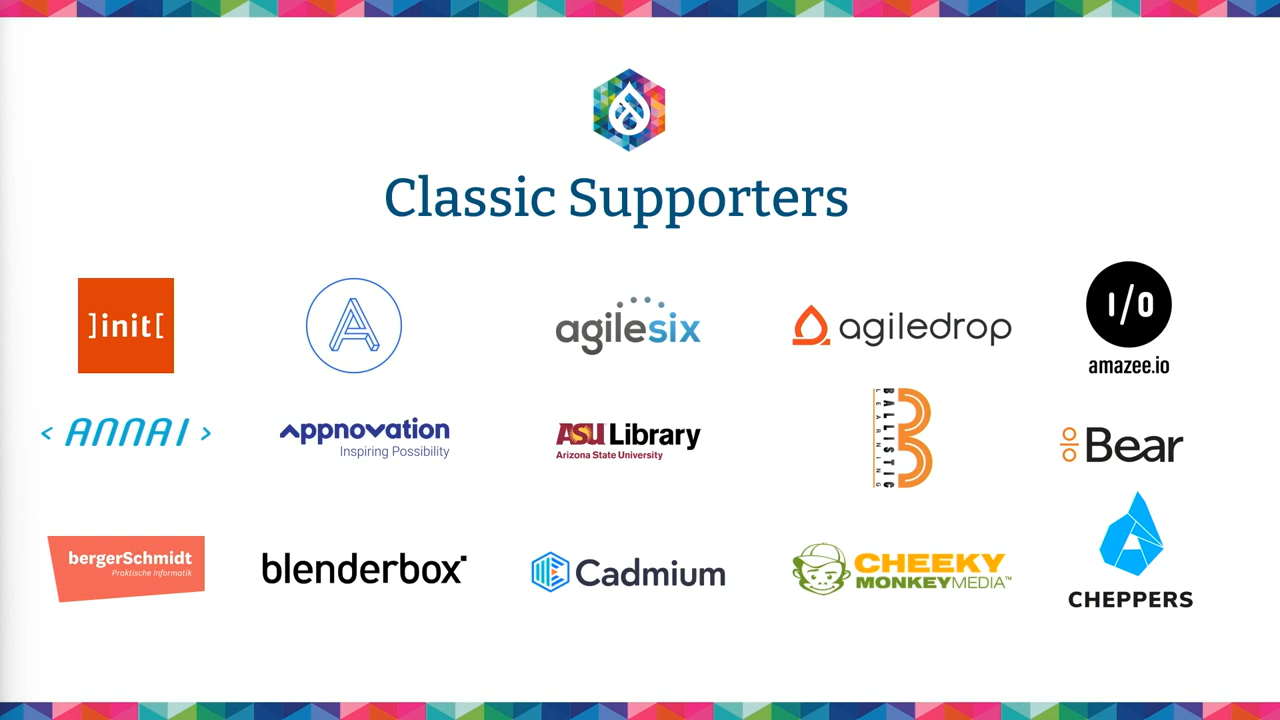 Classic Supporters
]init[
A
agilesix
agiledrop
I/O
amazee.io
< ANNAI >
Appnovation
Inspiring Possibility
ASU Library
Arizona State University
BALLISTIC
LEARNING
B
Bear
bergerSchmidt
Praktische Informatik
blenderbox
Cadmium
CHEEKY
MONKEYMEDIA™
CHEPPERS